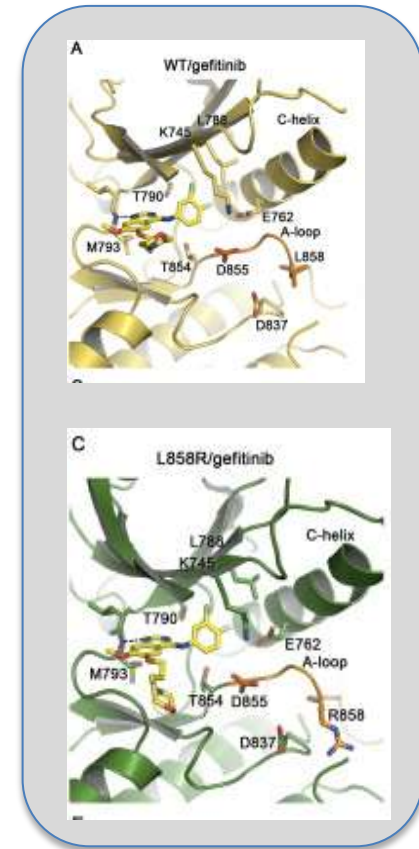 A
WT/gefitinib
L788
K745
C-helix
T790
E762
A-loop
M793
T854
D855
L858
D837
C
L858R/gefitinib
L788
C-helix
K745
T790
E762
A-loop
M793
T854
D855
R858
D837